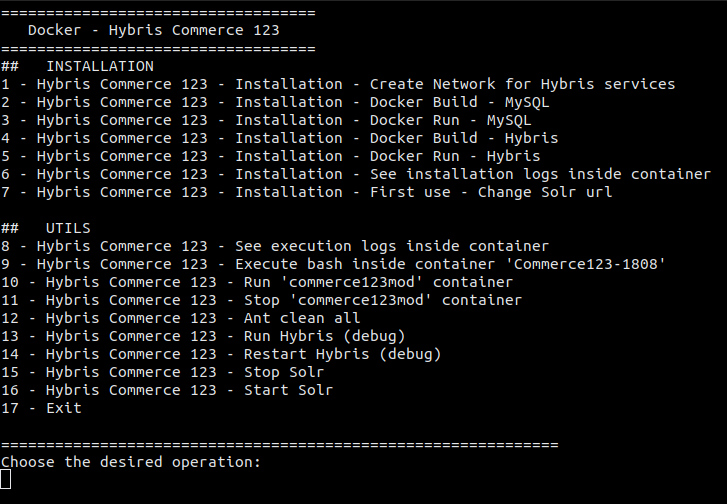 ===================================
Docker - Hybris Commerce 123
===================================
## INSTALLATION
1 - Hybris Commerce 123 - Installation - Create Network for Hybris services
2 - Hybris Commerce 123 - Installation - Docker Build - MySQL
3 - Hybris Commerce 123 - Installation - Docker Run - MySQL
4 - Hybris Commerce 123 - Installation - Docker Build - Hybris
5 - Hybris Commerce 123 - Installation - Docker Run - Hybris
6 - Hybris Commerce 123 - Installation - See installation logs inside container
7 - Hybris Commerce 123 - Installation - First use - Change Solr url
## UTILS
8 - Hybris Commerce 123 - See execution logs inside container
9 - Hybris Commerce 123 - Execute bash inside container 'Commerce123-1808'
10 - Hybris Commerce 123 - Run 'commerce123mod' container
11 - Hybris Commerce 123 - Stop 'commerce123mod' container
12 - Hybris Commerce 123 - Ant clean all
13 - Hybris Commerce 123 - Run Hybris (debug)
14 - Hybris Commerce 123 - Restart Hybris (debug)
15 - Hybris Commerce 123 - Stop Solr
16 - Hybris Commerce 123 - Start Solr
17 - Exit
==============================================================
Choose the desired operation: